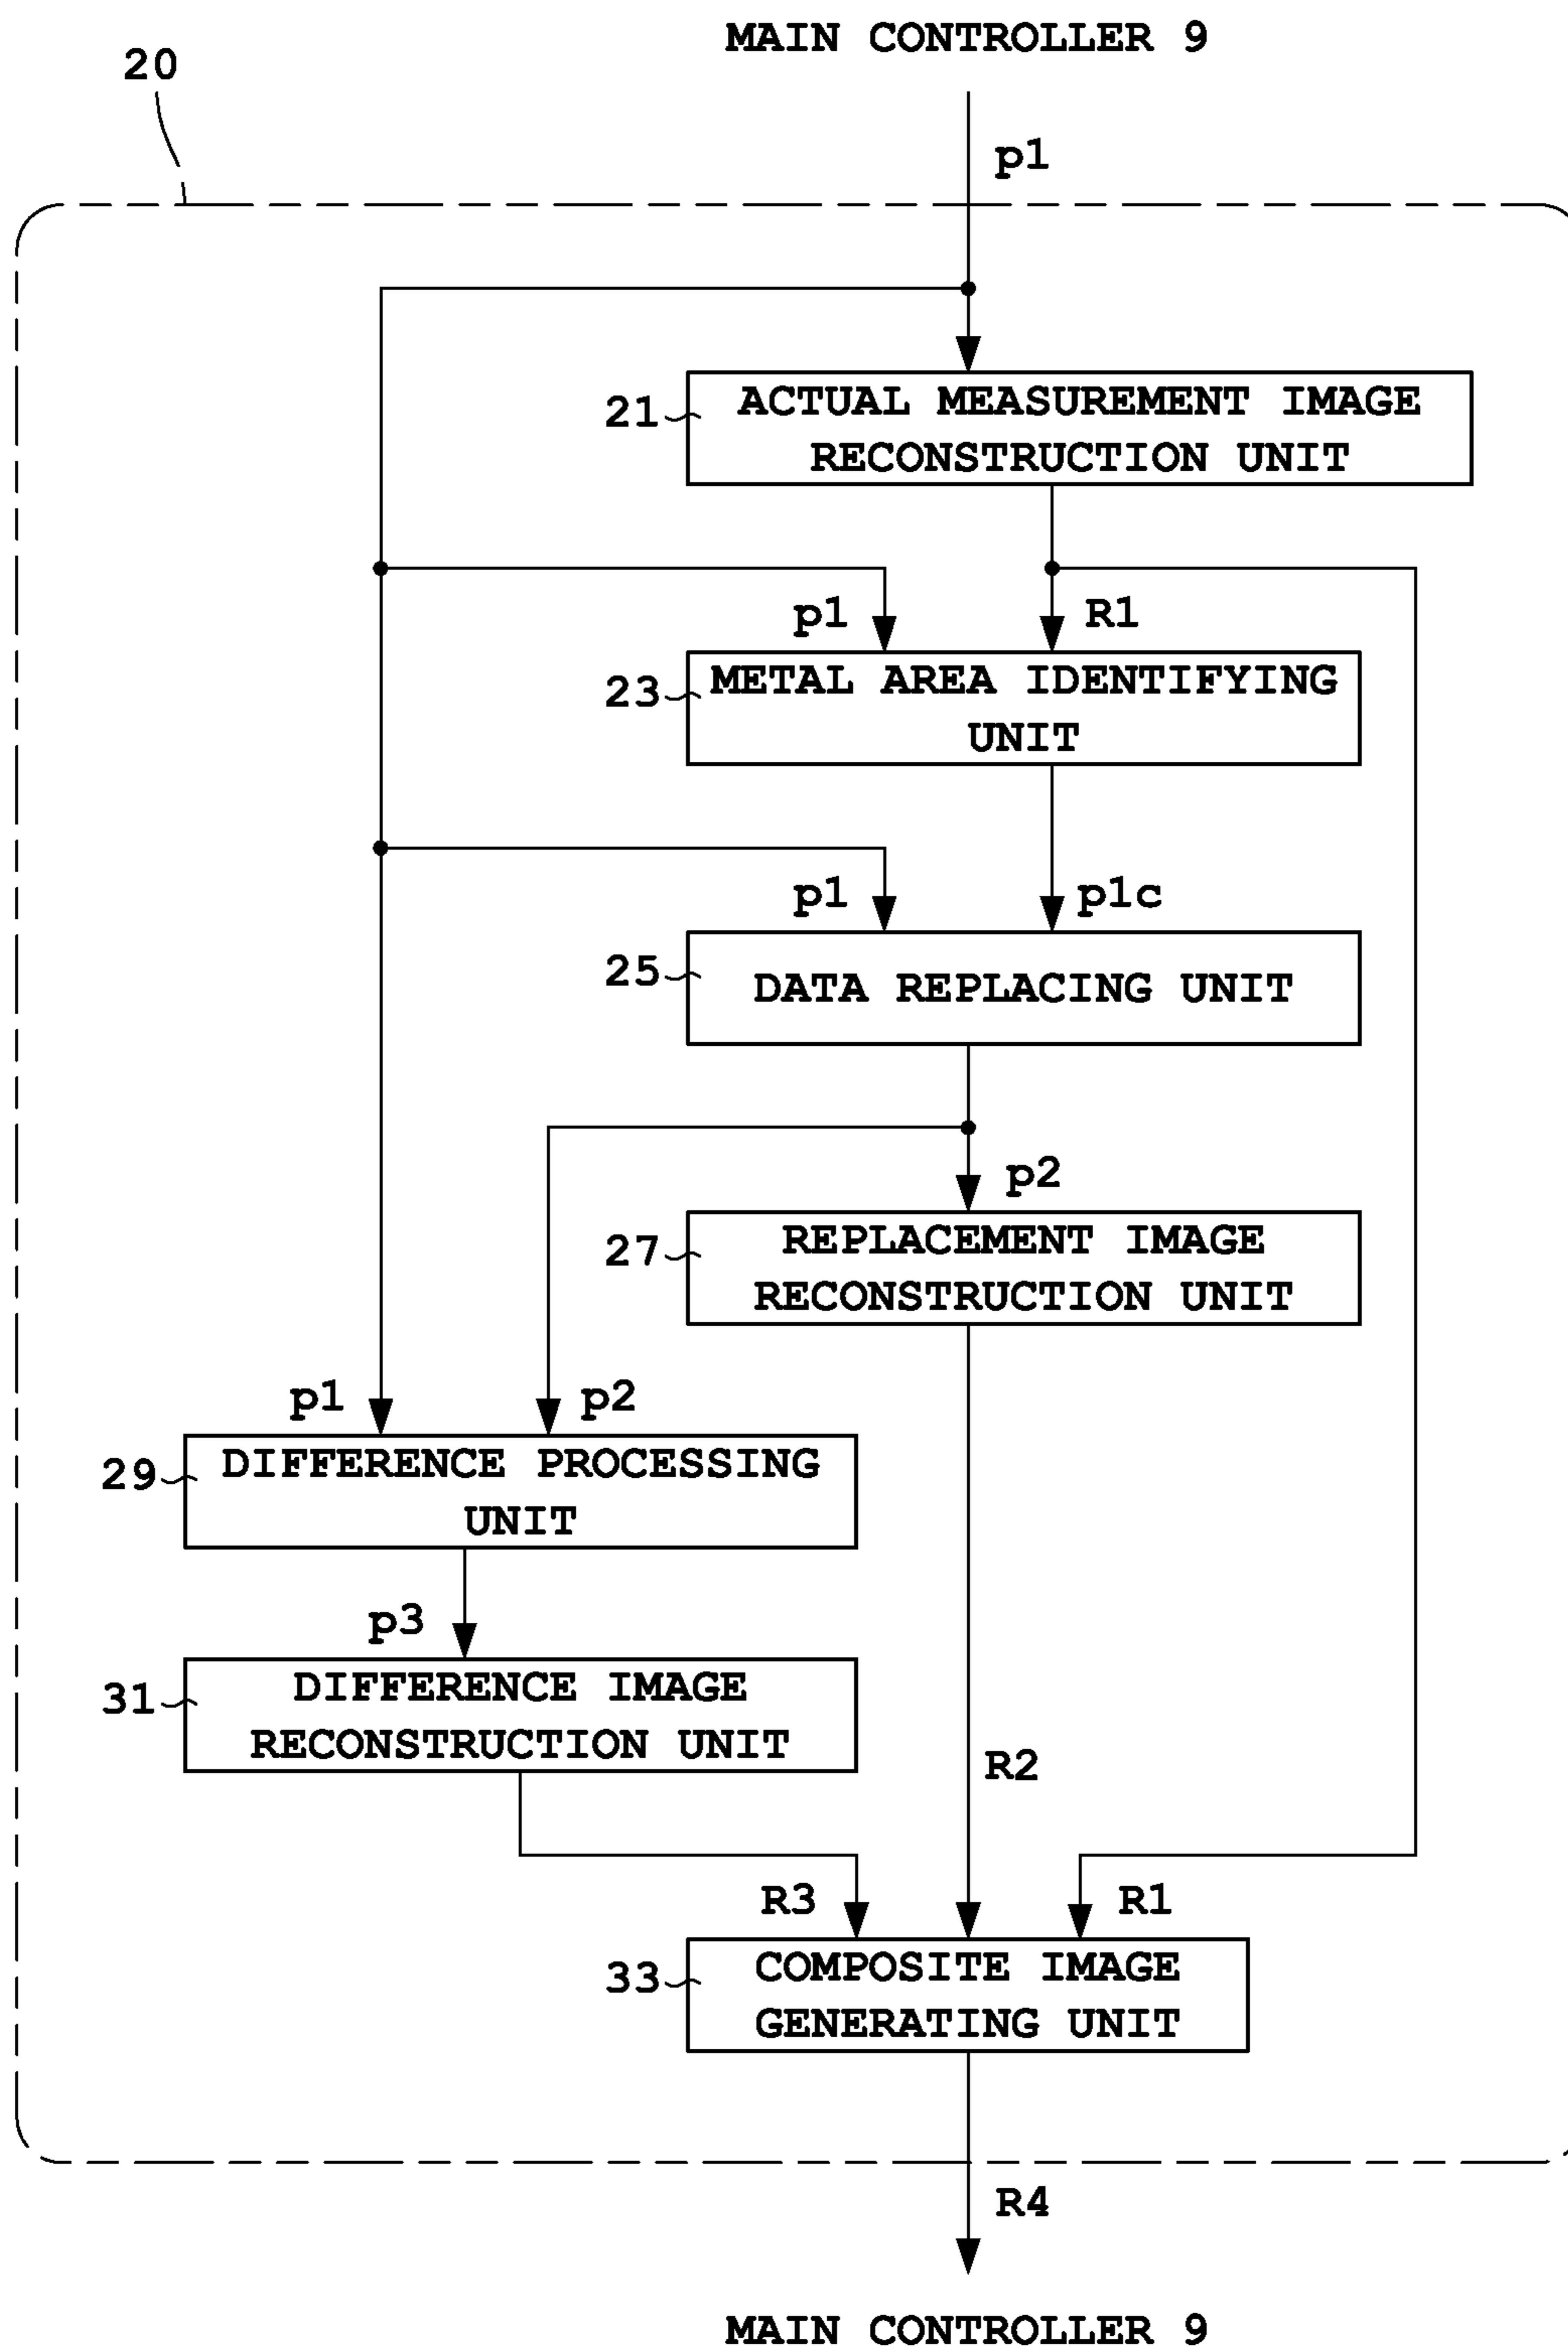 MAIN CONTROLLER 9
20
p1
21
ACTUAL MEASUREMENT IMAGE
RECONSTRUCTION UNIT
p1
R1
23
METAL AREA IDENTIFYING
UNIT
p1
p1c
25
DATA REPLACING UNIT
p2
27
REPLACEMENT IMAGE
RECONSTRUCTION UNIT
p1
p2
29
DIFFERENCE PROCESSING
UNIT
p3
31
DIFFERENCE IMAGE
RECONSTRUCTION UNIT
R2
R3
R1
33
COMPOSITE IMAGE
GENERATING UNIT
R4
MAIN CONTROLLER 9